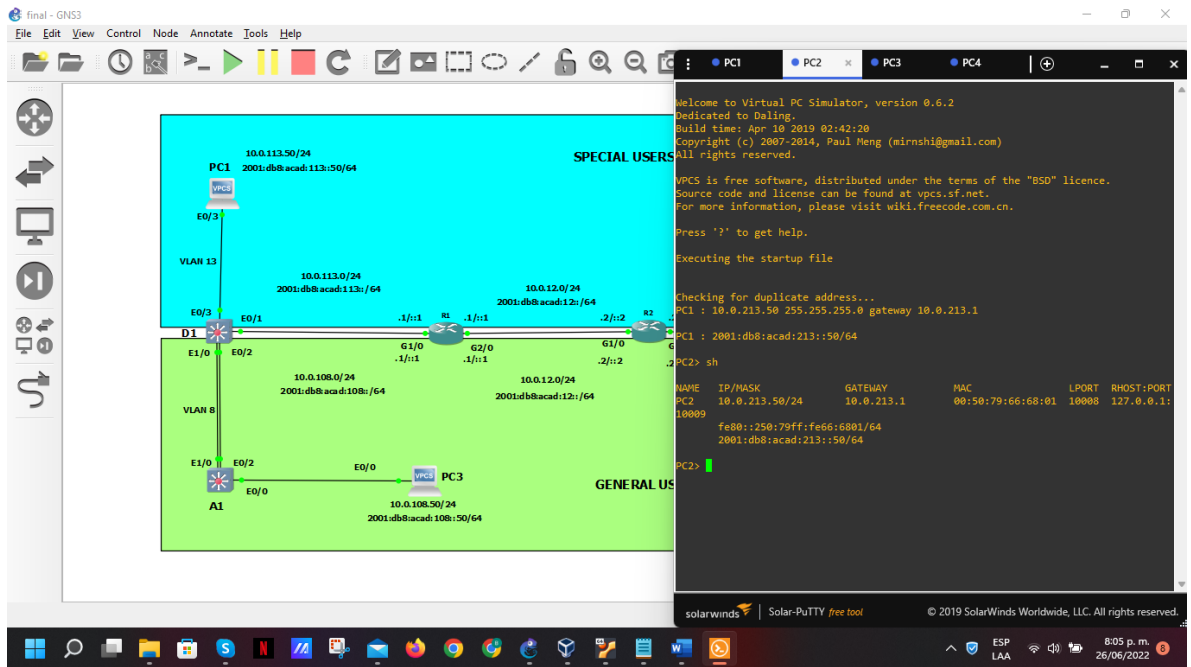 final - GNS3
File Edit View Control Node Annotate Tools Help
10.0.113.50/24
PC1 2001:db8:acad:113::50/64
VPCS
E0/3
SPECIAL USERS
VLAN 13
10.0.113.0/24
2001:db8:acad:113::/64
10.0.12.0/24
2001:db8:acad:12::/64
E0/3
E0/1
D1
.1/::1
R1
.1/::1
.2/::2
R2
E1/0
E0/2
G1/0
.1/::1
G2/0
.1/::1
G1/0
.2/::2
10.0.108.0/24
2001:db8:acad:108::/64
10.0.12.0/24
2001:db8:acad:12::/64
VLAN 8
E1/0
E0/2
E0/0
VPCS
PC3
E0/0
A1
10.0.108.50/24
2001:db8:acad:108::50/64
GENERAL US
PC1
PC2
PC3
PC4
Welcome to Virtual PC Simulator, version 0.6.2
Dedicated to Daling.
Build time: Apr 10 2019 02:42:20
Copyright (c) 2007-2014, Paul Meng (mirnshi@gmail.com)
All rights reserved.
VPCS is free software, distributed under the terms of the "BSD" licence.
Source code and license can be found at vpcs.sf.net.
For more information, please visit wiki.freecode.com.cn.
Press '?' to get help.
Executing the startup file
Checking for duplicate address...
PC1 : 10.0.213.50 255.255.255.0 gateway 10.0.213.1
PC1 : 2001:db8:acad:213::50/64
PC2> sh
NAME IP/MASK GATEWAY MAC LPORT RHOST:PORT
PC2 10.0.213.50/24 10.0.213.1 00:50:79:66:68:01 10008 127.0.0.1:
10009
fe80::250:79ff:fe66:6801/64
2001:db8:acad:213::50/64
PC2>
solarwinds Solar-PuTTY free tool © 2019 SolarWinds Worldwide, LLC. All rights reserved.
ESP
LAA
8:05 p. m.
26/06/2022
8